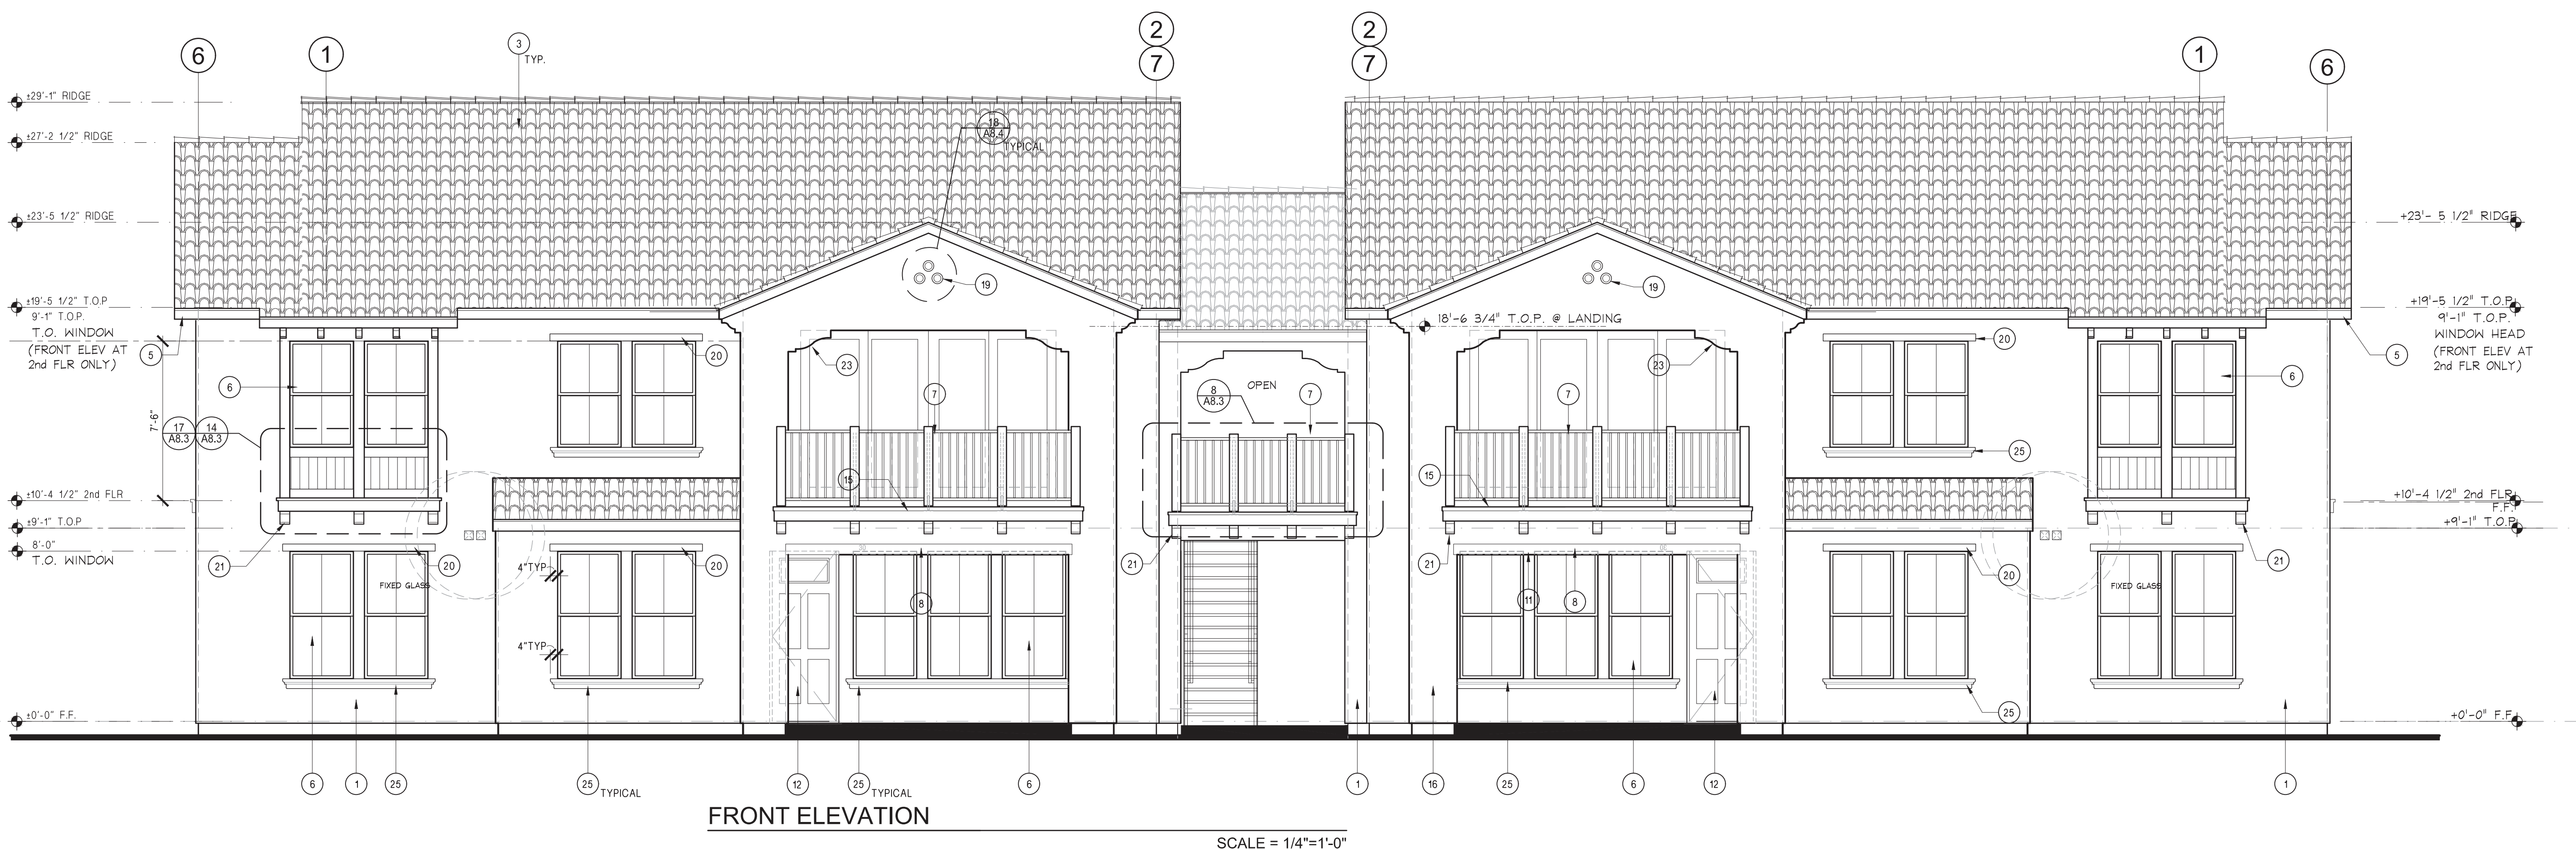 2
2
6
1
3
TYP.
7
7
1
6
±29'-1" RIDGE
18
A8.4
TYPICAL
±27'-2 1/2" RIDGE
±23'-5 1/2" RIDGE
+23'- 5 1/2" RIDGE
19
19
±19'-5 1/2" T.O.P
9'-1" T.O.P.
T.O. WINDOW
(FRONT ELEV AT
2nd FLR ONLY)
5
18'-6 3/4" T.O.P. @ LANDING
+19'-5 1/2" T.O.P.
9'-1" T.O.P.
WINDOW HEAD
(FRONT ELEV AT
2nd FLR ONLY)
5
20
23
23
20
6
7
8
A8.3
OPEN
7
7
6
7'-6"
17
A8.3
14
A8.3
25
15
15
±10'-4 1/2" 2nd FLR
+10'-4 1/2" 2nd FLR
F.F.
±9'-1" T.O.P
+9'-1" T.O.P.
8'-0"
T.O. WINDOW
21
20
4"TYP
20
21
21
20
21
FIXED GLASS
8
11
8
FIXED GLASS
4"TYP
25
±0'-0" F.F.
+0'-0" F.F.
6
1
25
25
TYPICAL
12
25
TYPICAL
6
1
16
25
6
12
1
FRONT ELEVATION
SCALE = 1/4"=1'-0"